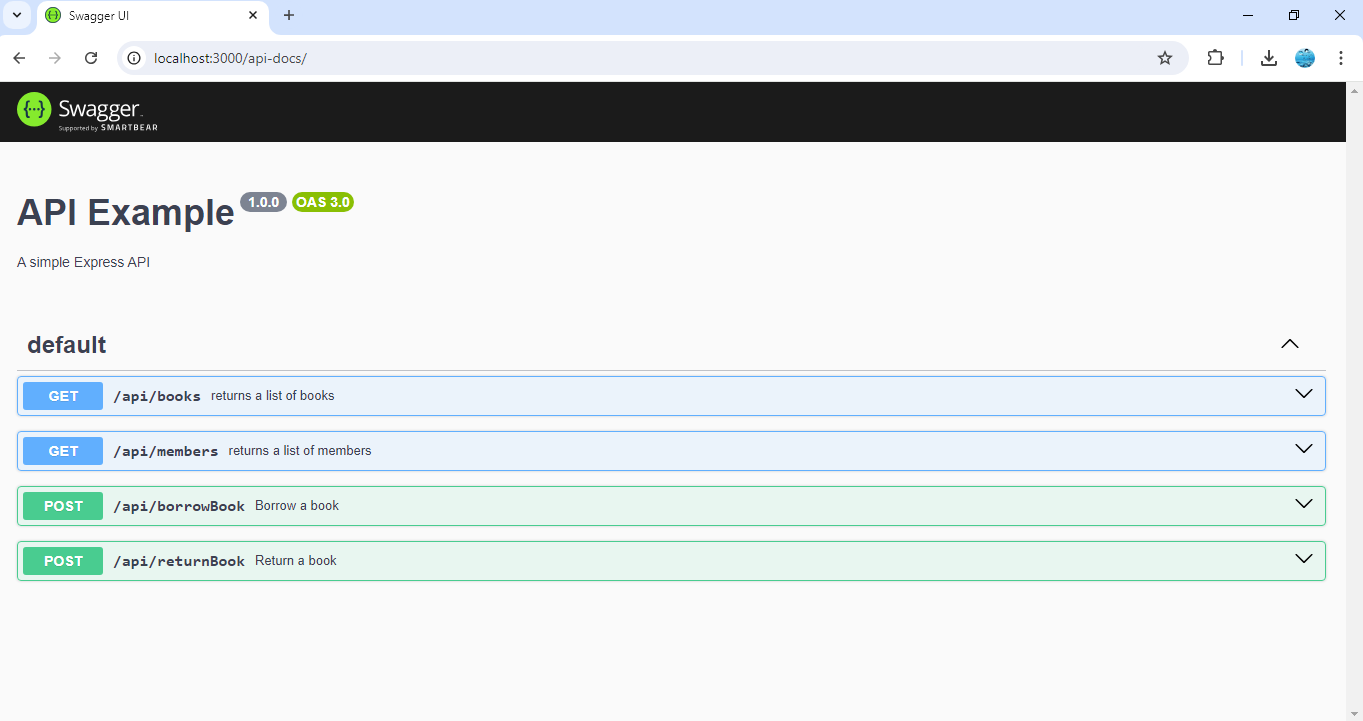 Swagger UI
localhost:3000/api-docs/
Swagger
Supported by SMARTBEAR
API Example 1.0.0 OAS 3.0
A simple Express API
default
GET /api/books returns a list of books
GET /api/members returns a list of members
POST /api/borrowBook Borrow a book
POST /api/returnBook Return a book